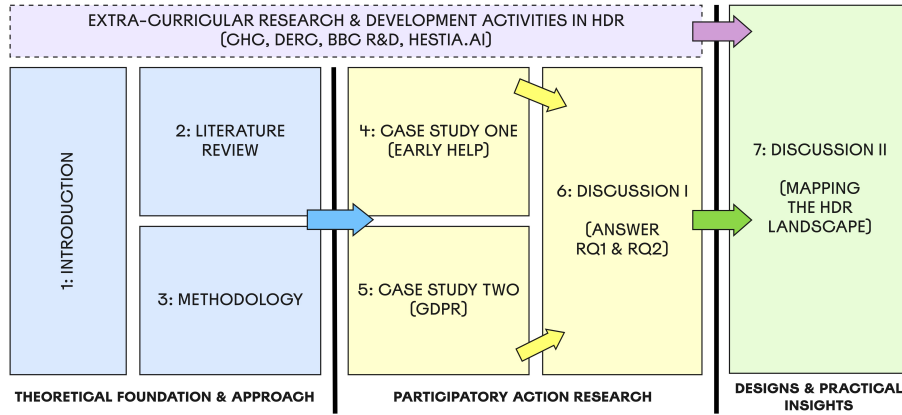 EXTRA-CURRICULAR RESEARCH & DEVELOPMENT ACTIVITIES IN HDR
(CHC, DERC, BBC R&D, HESTIA.AI)
1: INTRODUCTION
2: LITERATURE
REVIEW
3: METHODOLOGY
4: CASE STUDY ONE
(EARLY HELP)
5: CASE STUDY TWO
(GDPR)
6: DISCUSSION I
(ANSWER
RQ1 & RQ2)
7: DISCUSSION II
(MAPPING
THE HDR
LANDSCAPE)
THEORETICAL FOUNDATION & APPROACH
PARTICIPATORY ACTION RESEARCH
DESIGNS & PRACTICAL
INSIGHTS